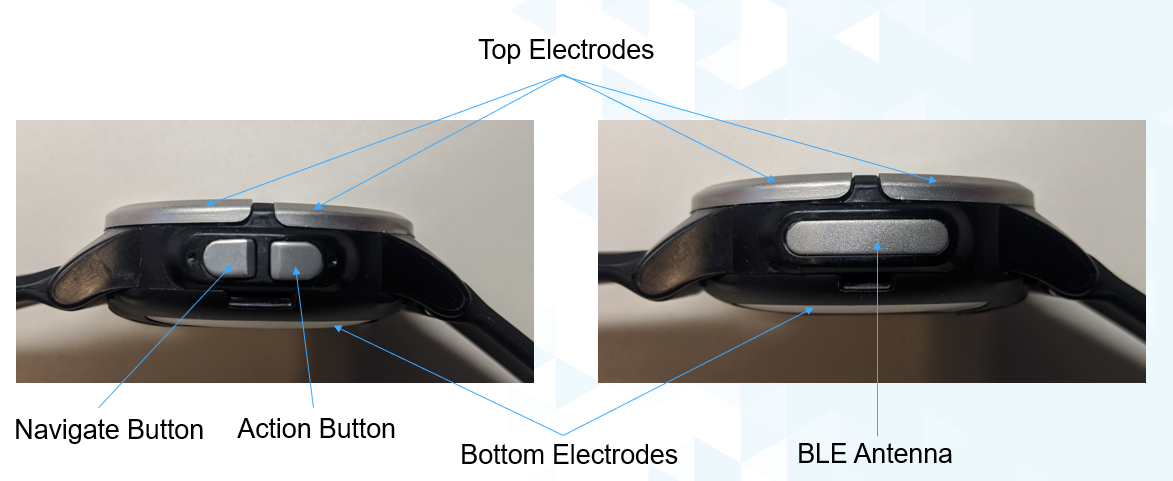 Top Electrodes
Navigate Button
Action Button
Bottom Electrodes
BLE Antenna